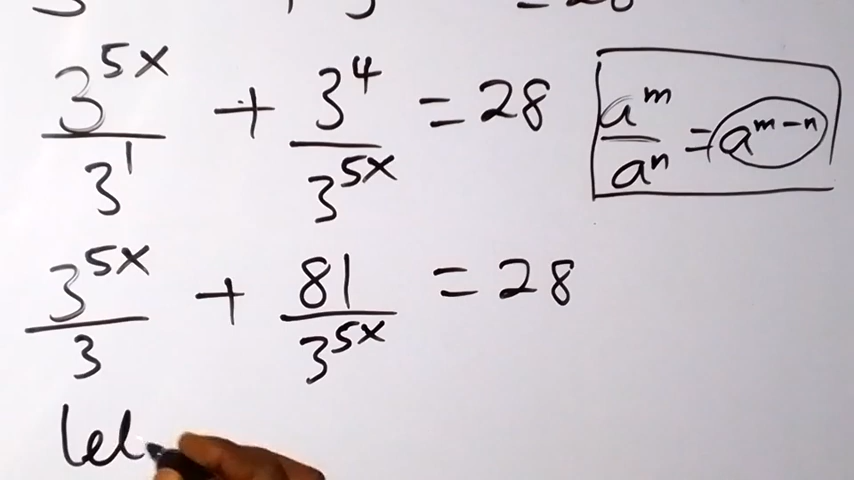 3^{5x}/3^1 + 3^4/3^{5x} = 28
a^m/a^n = a^{m-n}
3^{5x}/3 + 81/3^{5x} = 28
let